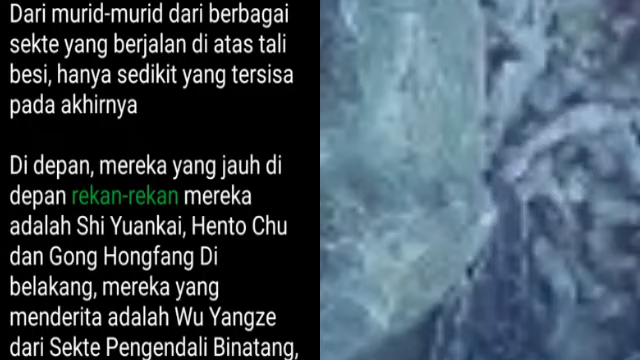 Dari murid-murid dari berbagai
sekte yang berjalan di atas tali
besi, hanya sedikit yang tersisa
pada akhirnya
Di depan, mereka yang jauh di
depan rekan-rekan mereka
adalah Shi Yuankai, Hento Chu
dan Gong Hongfang Di
belakang, mereka yang
menderita adalah Wu Yangze
dari Sekte Pengendali Binatang,